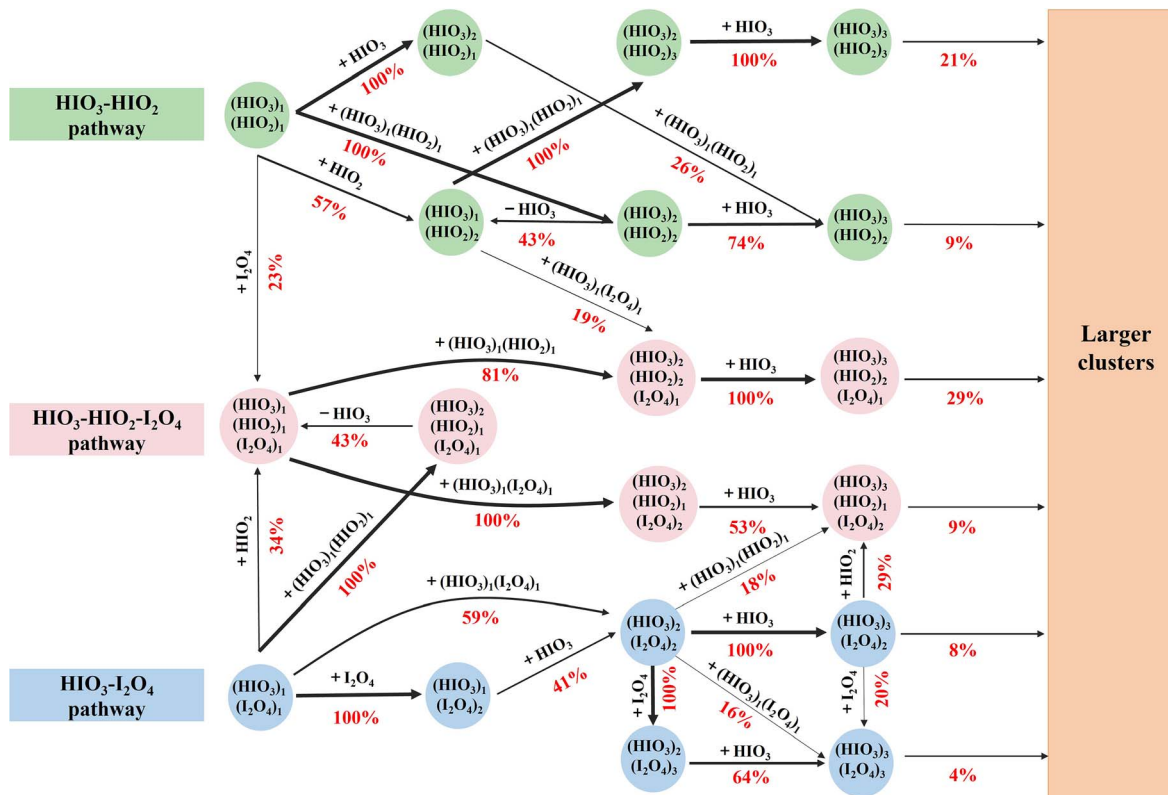 HIO₃-HIO₂
pathway
(HIO₃)₁
(HIO₂)₁
+ HIO₃
100%
(HIO₃)₂
(HIO₂)₁
+ (HIO₃)₁(HIO₂)₁
100%
+ HIO₂
57%
(HIO₃)₁
(HIO₂)₂
+ (HIO₃)₁(HIO₂)₁
100%
(HIO₃)₂
(HIO₂)₃
+ HIO₃
100%
(HIO₃)₃
(HIO₂)₃
21%
+ (HIO₃)₁(HIO₂)₁
26%
− HIO₃
43%
(HIO₃)₂
(HIO₂)₂
+ HIO₃
74%
(HIO₃)₃
(HIO₂)₂
9%
+ I₂O₄
23%
+ (HIO₃)₁(I₂O₄)₁
19%
HIO₃-HIO₂-I₂O₄
pathway
(HIO₃)₁
(HIO₂)₁
(I₂O₄)₁
+ (HIO₃)₁(HIO₂)₁
81%
(HIO₃)₂
(HIO₂)₂
(I₂O₄)₁
+ HIO₃
100%
(HIO₃)₃
(HIO₂)₂
(I₂O₄)₁
29%
− HIO₃
43%
(HIO₃)₂
(HIO₂)₁
(I₂O₄)₁
+ (HIO₃)₁(I₂O₄)₁
100%
(HIO₃)₂
(HIO₂)₁
(I₂O₄)₂
+ HIO₃
53%
(HIO₃)₃
(HIO₂)₁
(I₂O₄)₂
9%
+ HIO₂
34%
+ (HIO₃)₁(HIO₂)₁
100%
HIO₃-I₂O₄
pathway
(HIO₃)₁
(I₂O₄)₁
+ (HIO₃)₁(I₂O₄)₁
59%
+ I₂O₄
100%
(HIO₃)₁
(I₂O₄)₂
+ HIO₃
41%
(HIO₃)₂
(I₂O₄)₂
+ (HIO₃)₁(HIO₂)₁
18%
+ HIO₃
100%
(HIO₃)₃
(I₂O₄)₂
+ HIO₂
29%
8%
+ I₂O₄
100%
+ (HIO₃)₁(I₂O₄)₁
16%
+ I₂O₄
20%
(HIO₃)₂
(I₂O₄)₃
+ HIO₃
64%
(HIO₃)₃
(I₂O₄)₃
4%
Larger
clusters